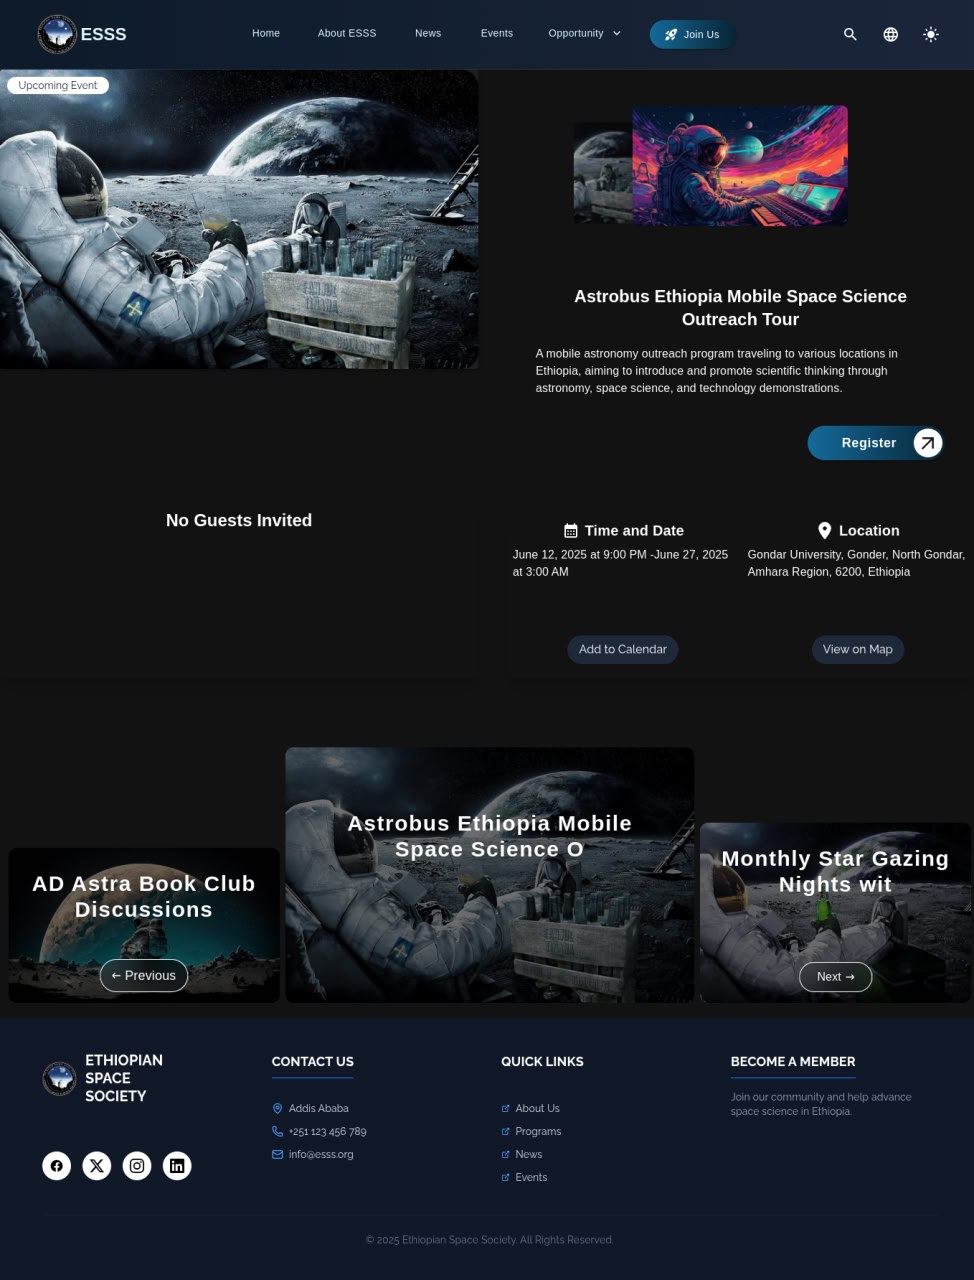 ESSS
Home
About ESSS
News
Events
Opportunity
Join Us
Upcoming Event
Astrobus Ethiopia Mobile Space Science
Outreach Tour
A mobile astronomy outreach program traveling to various locations in
Ethiopia, aiming to introduce and promote scientific thinking through
astronomy, space science, and technology demonstrations.
Register
No Guests Invited
Time and Date
June 12, 2025 at 9:00 PM -June 27, 2025
at 3:00 AM
Add to Calendar
Location
Gondar University, Gonder, North Gondar,
Amhara Region, 6200, Ethiopia
View on Map
AD Astra Book Club
Discussions
← Previous
Astrobus Ethiopia Mobile
Space Science O
Monthly Star Gazing
Nights wit
Next →
ETHIOPIAN
SPACE
SOCIETY
CONTACT US
Addis Ababa
+251 123 456 789
info@esss.org
QUICK LINKS
About Us
Programs
News
Events
BECOME A MEMBER
Join our community and help advance
space science in Ethiopia.
© 2025 Ethiopian Space Society. All Rights Reserved.